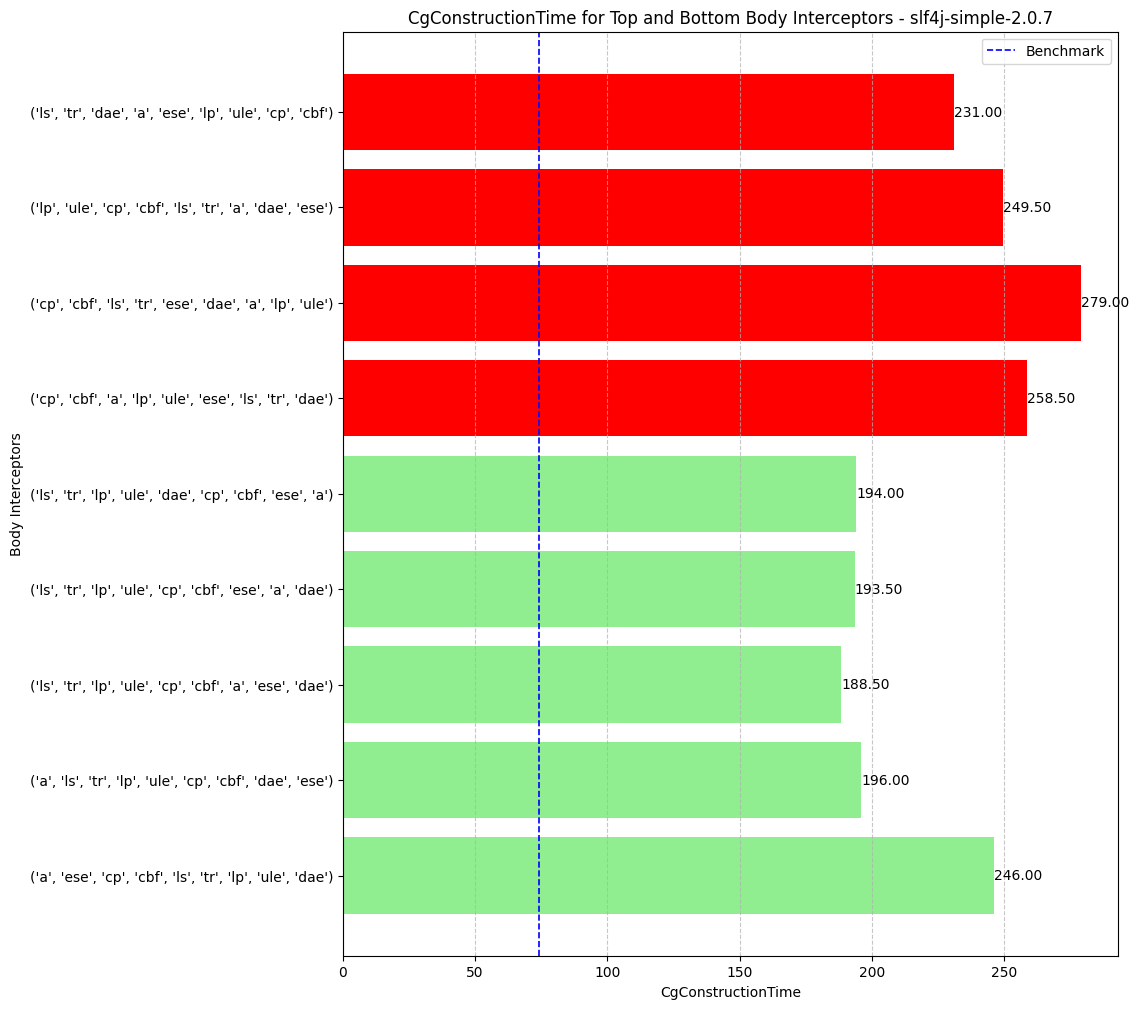 CgConstructionTime for Top and Bottom Body Interceptors - slf4j-simple-2.0.7
Benchmark
('ls', 'tr', 'dae', 'a', 'ese', 'lp', 'ule', 'cp', 'cbf')
231.00
('lp', 'ule', 'cp', 'cbf', 'ls', 'tr', 'a', 'dae', 'ese')
249.50
('cp', 'cbf', 'ls', 'tr', 'ese', 'dae', 'a', 'lp', 'ule')
279.00
('cp', 'cbf', 'a', 'lp', 'ule', 'ese', 'ls', 'tr', 'dae')
258.50
Body Interceptors
('ls', 'tr', 'lp', 'ule', 'dae', 'cp', 'cbf', 'ese', 'a')
194.00
('ls', 'tr', 'lp', 'ule', 'cp', 'cbf', 'ese', 'a', 'dae')
193.50
('ls', 'tr', 'lp', 'ule', 'cp', 'cbf', 'a', 'ese', 'dae')
188.50
('a', 'ls', 'tr', 'lp', 'ule', 'cp', 'cbf', 'dae', 'ese')
196.00
('a', 'ese', 'cp', 'cbf', 'ls', 'tr', 'lp', 'ule', 'dae')
246.00
0 50 100 150 200 250
CgConstructionTime